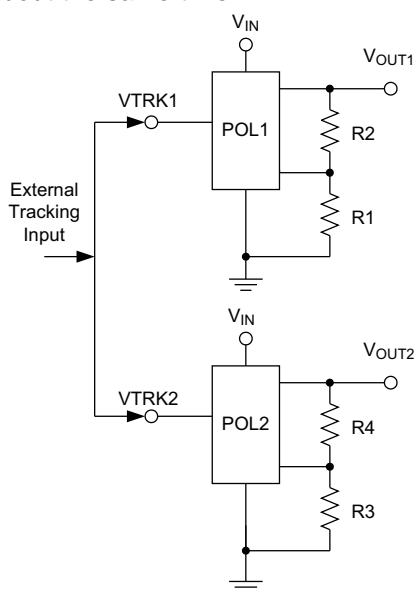 VIN
VOUT1
VTRK1
POL1
R2
External
Tracking
Input
R1
VIN
VOUT2
VTRK2
POL2
R4
R3